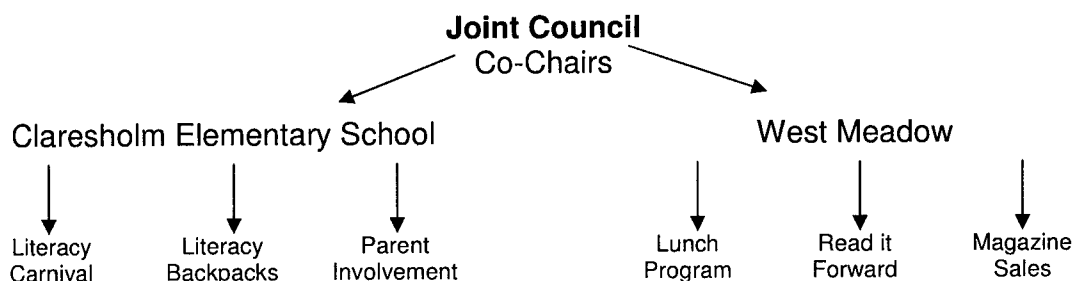 Joint Council
Co-Chairs
Claresholm Elementary School
West Meadow
Literacy
Carnival
Literacy
Backpacks
Parent
Involvement
Lunch
Program
Read it
Forward
Magazine
Sales